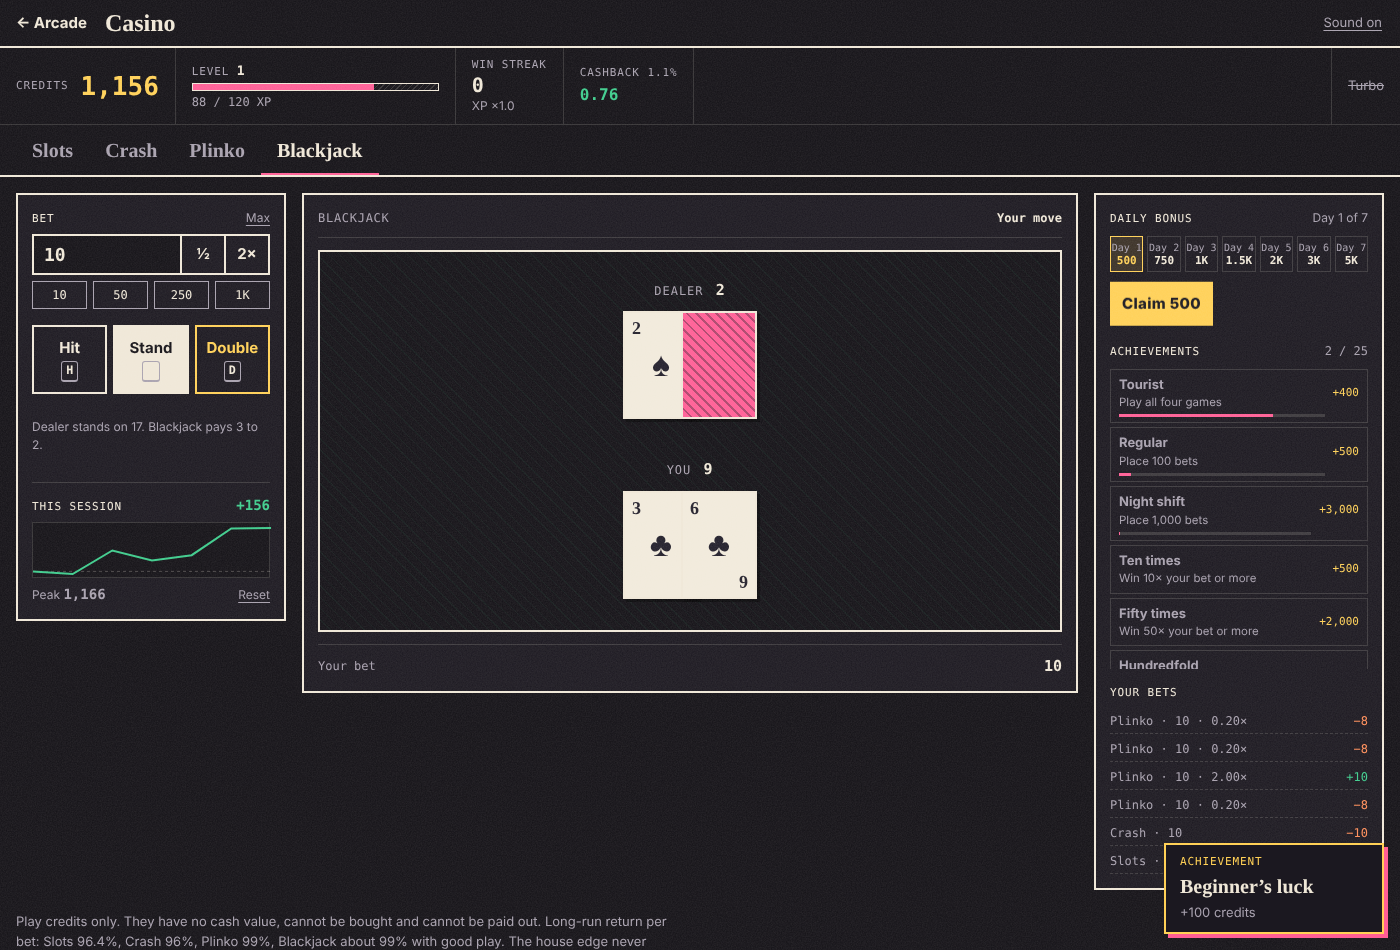 ← Arcade Casino Sound on
CREDITS 1,156
LEVEL 1
88 / 120 XP
WIN STREAK
0
XP ×1.0
CASHBACK 1.1%
0.76
Turbo
Slots Crash Plinko Blackjack
BET Max
10 ½ 2×
10 50 250 1K
Hit Stand Double
H D
Dealer stands on 17. Blackjack pays 3 to
2.
THIS SESSION +156
Peak 1,166 Reset
BLACKJACK Your move
DEALER 2
2
YOU 9
3 6
6
Your bet 10
DAILY BONUS Day 1 of 7
Day 1 Day 2 Day 3 Day 4 Day 5 Day 6 Day 7
500 750 1K 1.5K 2K 3K 5K
Claim 500
ACHIEVEMENTS 2 / 25
Tourist
Play all four games
+400
Regular
Place 100 bets
+500
Night shift
Place 1,000 bets
+3,000
Ten times
Win 10× your bet or more
+500
Fifty times
Win 50× your bet or more
+2,000
Hundredfold
YOUR BETS
Plinko · 10 · 0.20× −8
Plinko · 10 · 0.20× −8
Plinko · 10 · 2.00× +10
Plinko · 10 · 0.20× −8
Crash · 10 −10
Slots ·
ACHIEVEMENT
Beginner’s luck
+100 credits
Play credits only. They have no cash value, cannot be bought and cannot be paid out. Long-run return per
bet: Slots 96.4%, Crash 96%, Plinko 99%, Blackjack about 99% with good play. The house edge never